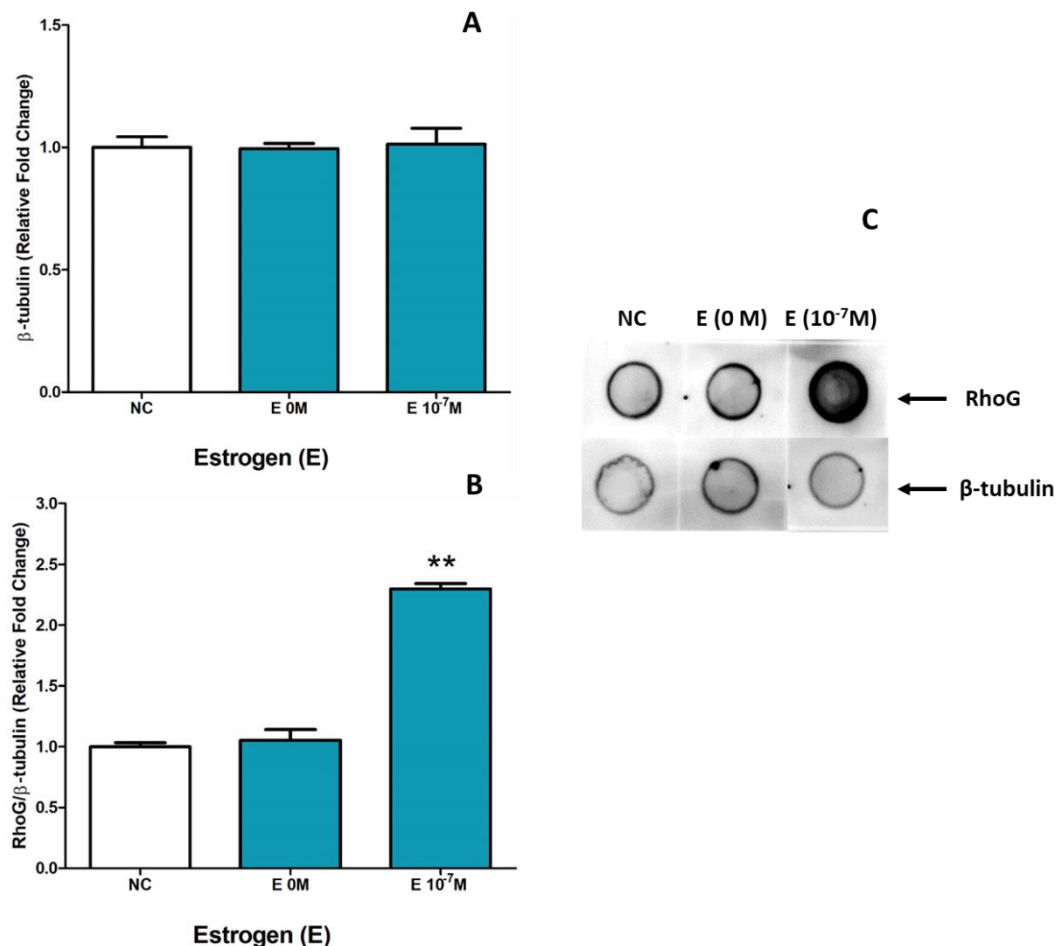 A
β-tubulin (Relative Fold Change)
1.5
1.0
0.5
0.0
NC
E 0M
E 10⁻⁷M
Estrogen (E)
B
RhoG/β-tubulin (Relative Fold Change)
3.0
2.5
2.0
1.5
1.0
0.5
0.0
**
NC
E 0M
E 10⁻⁷M
Estrogen (E)
C
NC
E (0 M)
E (10⁻⁷M)
RhoG
β-tubulin